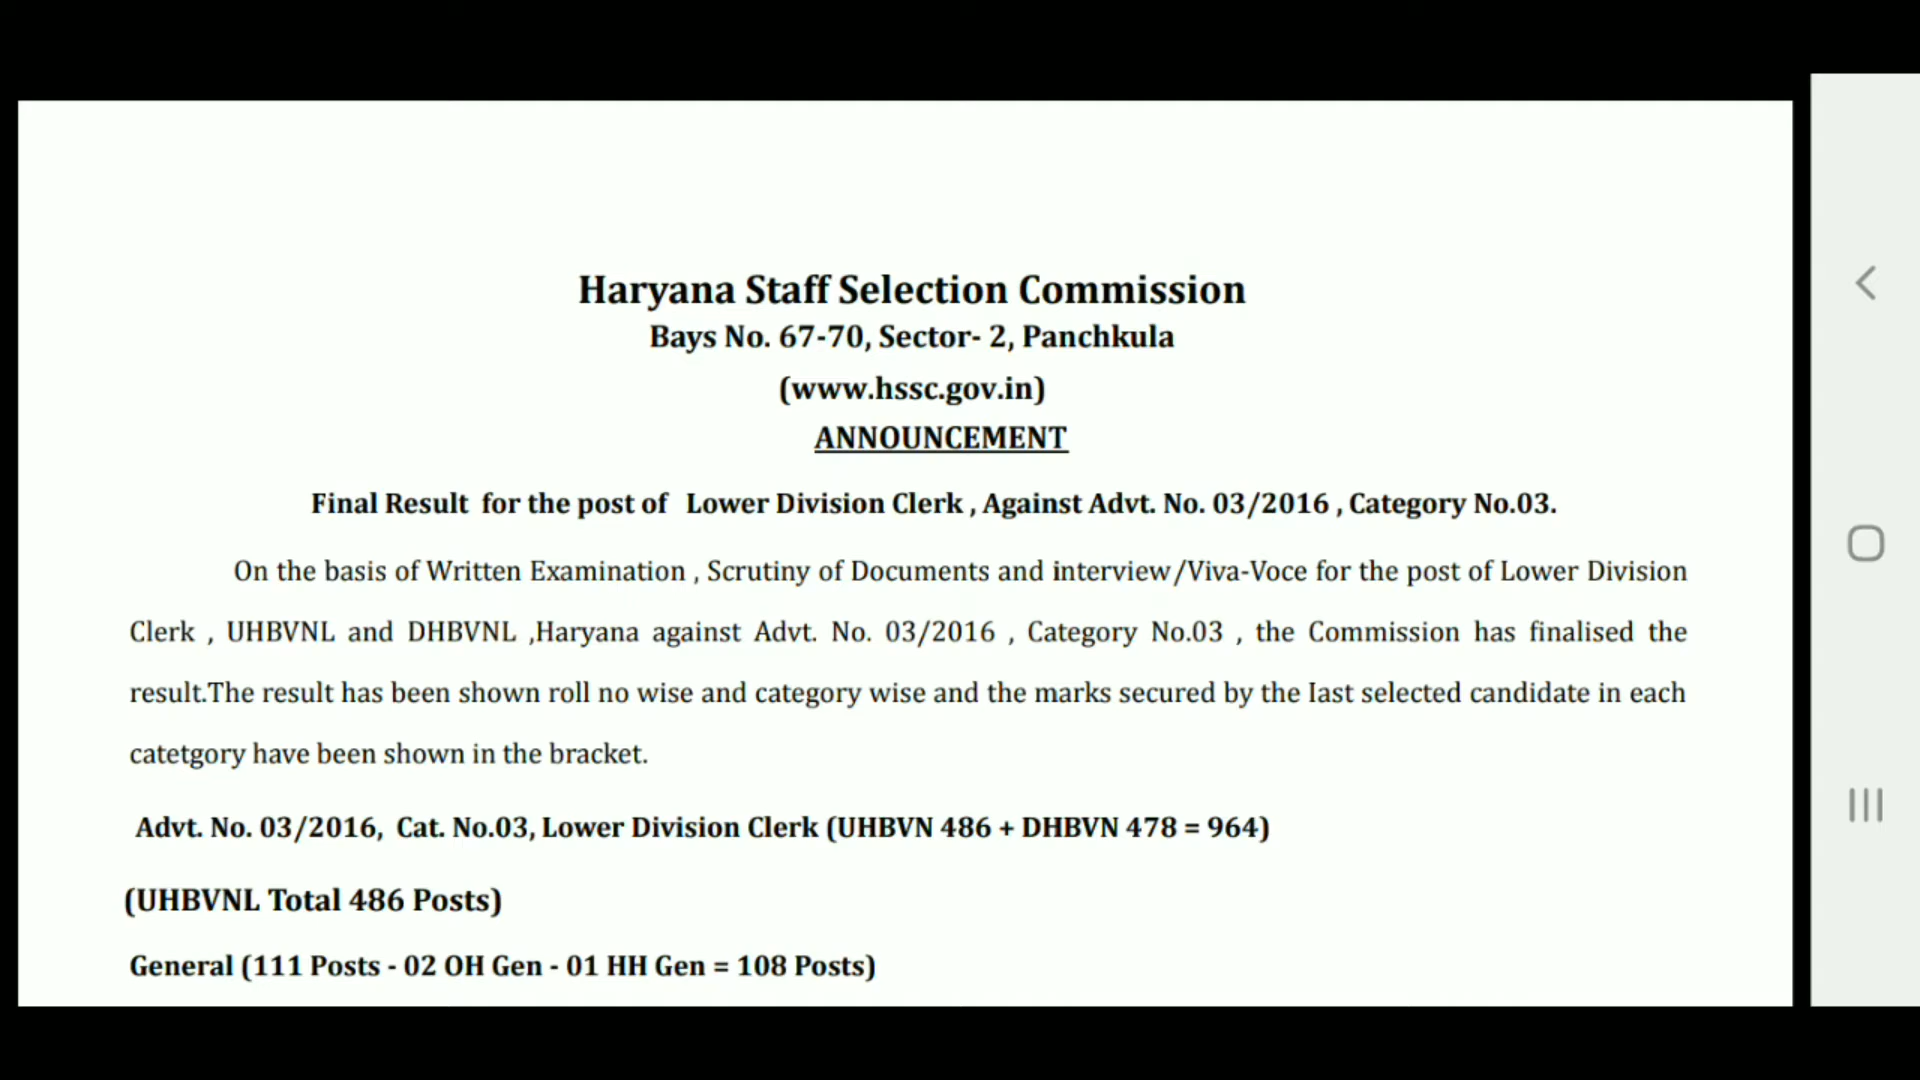 Haryana Staff Selection Commission
Bays No. 67-70, Sector- 2, Panchkula
(www.hssc.gov.in)
ANNOUNCEMENT
Final Result for the post of Lower Division Clerk , Against Advt. No. 03/2016 , Category No.03.
On the basis of Written Examination , Scrutiny of Documents and interview/Viva-Voce for the post of Lower Division
Clerk , UHBVNL and DHBVNL ,Haryana against Advt. No. 03/2016 , Category No.03 , the Commission has finalised the
result.The result has been shown roll no wise and category wise and the marks secured by the Iast selected candidate in each
catetgory have been shown in the bracket.
Advt. No. 03/2016, Cat. No.03, Lower Division Clerk (UHBVN 486 + DHBVN 478 = 964)
(UHBVNL Total 486 Posts)
General (111 Posts - 02 OH Gen - 01 HH Gen = 108 Posts)